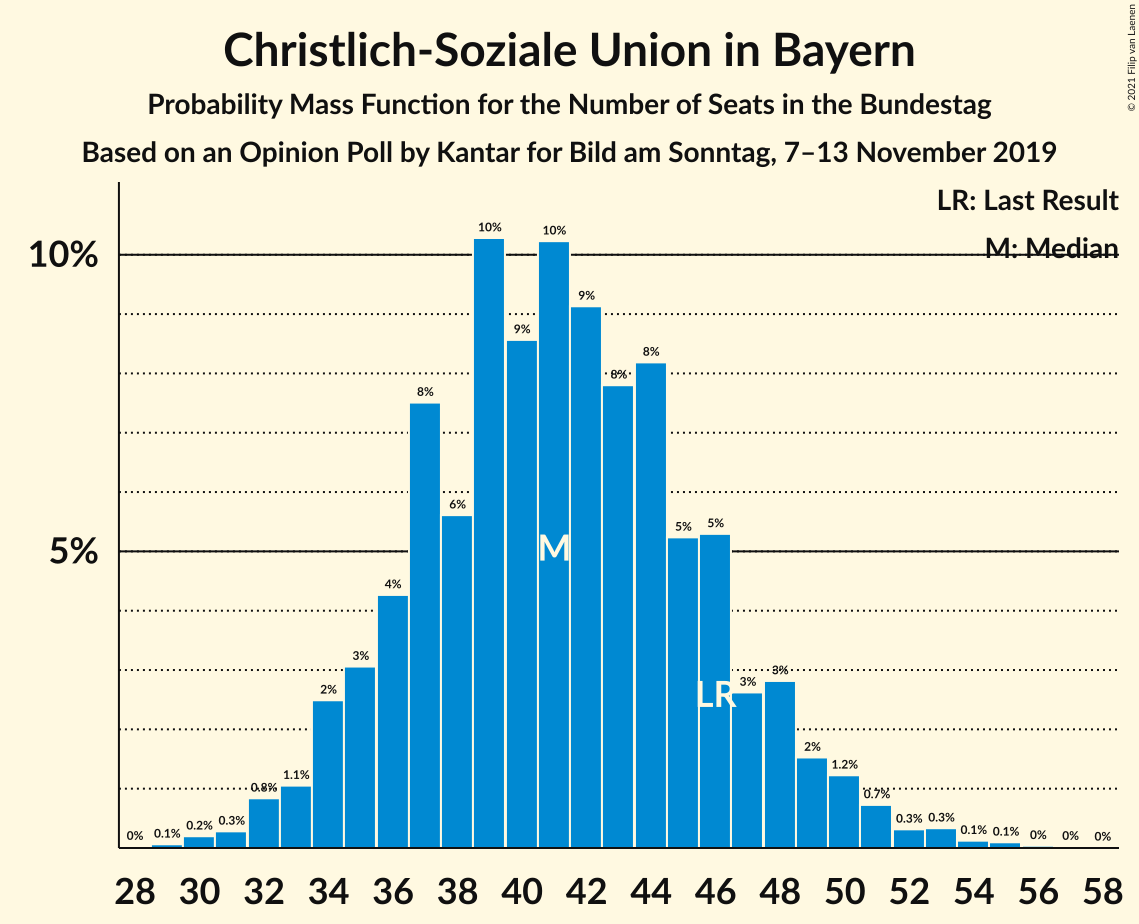 Christlich-Soziale Union in Bayern
Probability Mass Function for the Number of Seats in the Bundestag
Based on an Opinion Poll by Kantar for Bild am Sonntag, 7–13 November 2019
© 2021 Filip van Laenen
LR: Last Result
M: Median
10%
5%
0% 0.1% 0.2% 0.3% 0.8% 1.1% 2% 3% 4% 8% 6% 10% 9% 10% 9% 8% 8% 5% 5% 3% 3% 2% 1.2% 0.7% 0.3% 0.3% 0.1% 0.1% 0% 0% 0%
M
LR
28 30 32 34 36 38 40 42 44 46 48 50 52 54 56 58